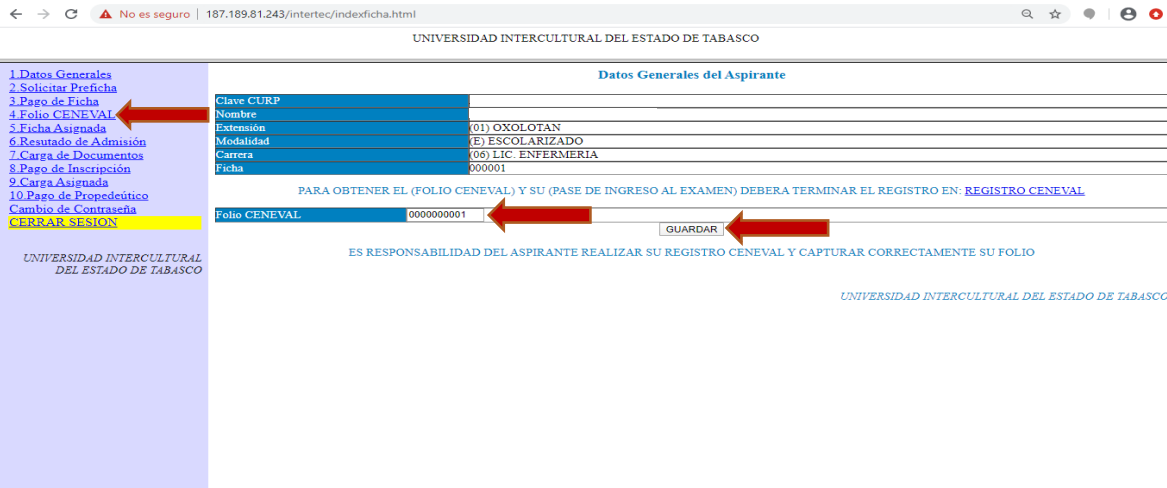 No es seguro | 187.189.81.243/intertec/indexficha.html
UNIVERSIDAD INTERCULTURAL DEL ESTADO DE TABASCO
1.Datos Generales
2.Solicitar Preficha
3.Pago de Ficha
4.Folio CENEVAL
5.Ficha Asignada
6.Resutado de Admisión
7.Carga de Documentos
8.Pago de Inscripción
9.Carga Asignada
10.Pago de Propedeútico
Cambio de Contraseña
CERRAR SESION
UNIVERSIDAD INTERCULTURAL
DEL ESTADO DE TABASCO
Datos Generales del Aspirante
Clave CURP
Nombre
Extensión (01) OXOLOTAN
Modalidad (E) ESCOLARIZADO
Carrera (06) LIC. ENFERMERIA
Ficha 000001
PARA OBTENER EL (FOLIO CENEVAL) Y SU (PASE DE INGRESO AL EXAMEN) DEBERA TERMINAR EL REGISTRO EN: REGISTRO CENEVAL
Folio CENEVAL 0000000001
GUARDAR
ES RESPONSABILIDAD DEL ASPIRANTE REALIZAR SU REGISTRO CENEVAL Y CAPTURAR CORRECTAMENTE SU FOLIO
UNIVERSIDAD INTERCULTURAL DEL ESTADO DE TABASCO